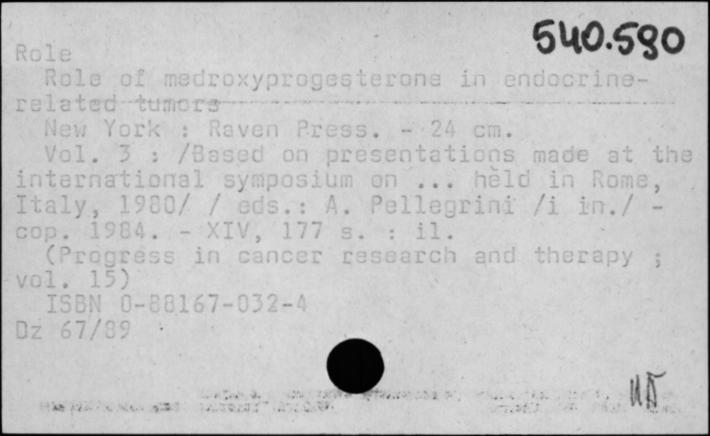 540.590
Role
Role of medroxyprogesterone in endocrine-
related tumors
New York : Raven Press. - 24 cm.
Vol. 3 : /Based on presentations made at the
international symposium on ... held in Rome,
Italy, 1980/ / eds.: A. Pellegrini /i in./ -
cop. 1984. - XIV, 177 s. : il.
(Progress in cancer research and therapy ;
vol. 15)
ISBN 0-88167-032-4
Dz 67/89